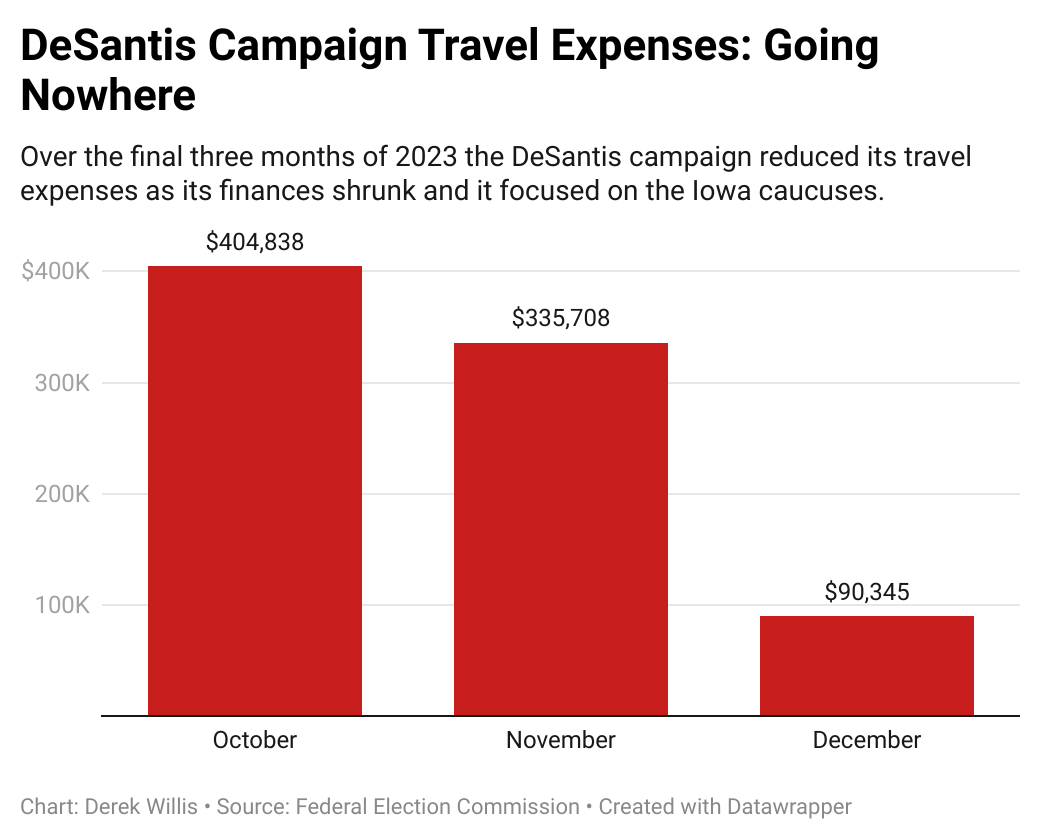 DeSantis Campaign Travel Expenses: Going
Nowhere
Over the final three months of 2023 the DeSantis campaign reduced its travel
expenses as its finances shrunk and it focused on the Iowa caucuses.
$404,838
$400K
$335,708
300K
200K
$90,345
100K
October
November
December
Chart: Derek Willis • Source: Federal Election Commission • Created with Datawrapper